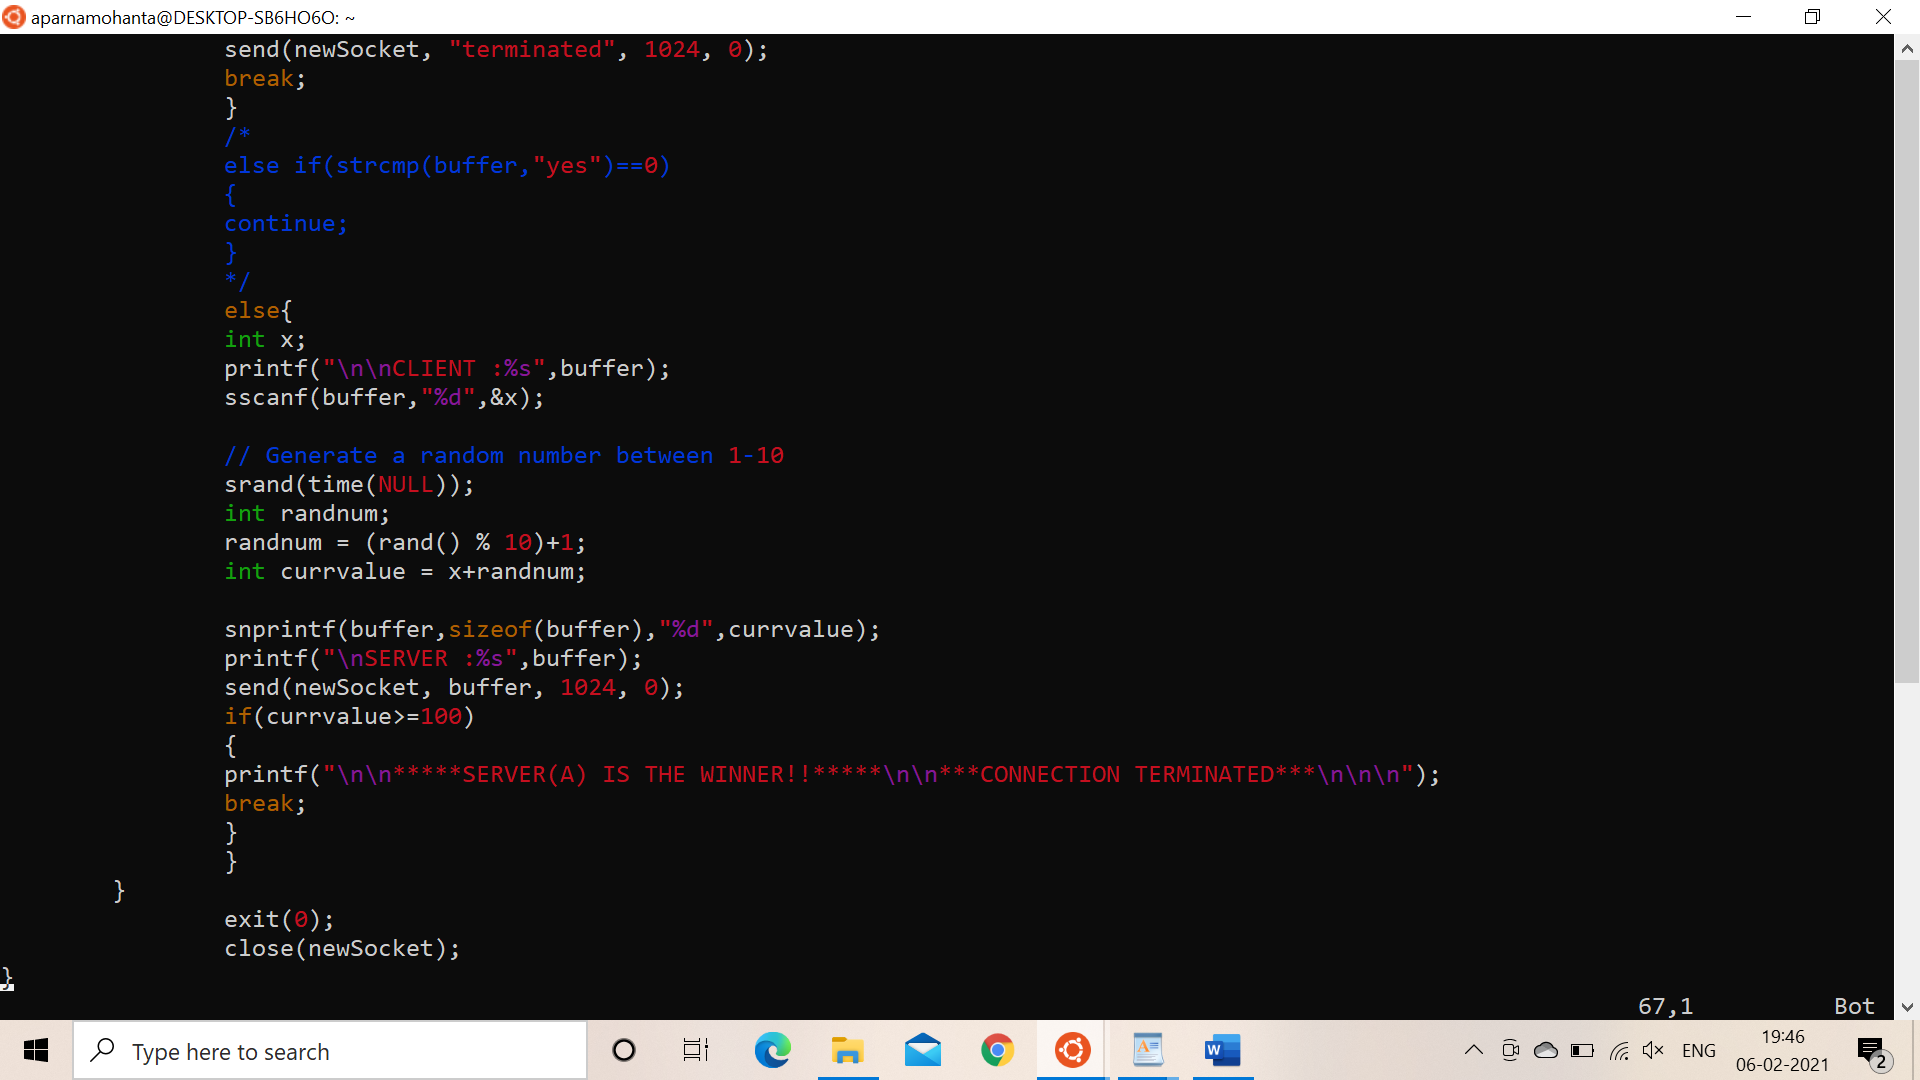 aparnamohanta@DESKTOP-SB6HO6O: ~
send(newSocket, "terminated", 1024, 0);
break;
}
/*
else if(strcmp(buffer,"yes")==0)
{
continue;
}
*/
else{
int x;
printf("\n\nCLIENT :%s",buffer);
sscanf(buffer,"%d",&x);
// Generate a random number between 1-10
srand(time(NULL));
int randnum;
randnum = (rand() % 10)+1;
int currvalue = x+randnum;
snprintf(buffer,sizeof(buffer),"%d",currvalue);
printf("\nSERVER :%s",buffer);
send(newSocket, buffer, 1024, 0);
if(currvalue>=100)
{
printf("\n\n*****SERVER(A) IS THE WINNER!!*****\n\n***CONNECTION TERMINATED***\n\n\n");
break;
}
}
}
exit(0);
close(newSocket);
}
67,1 Bot
Type here to search
ENG
19:46
06-02-2021
2